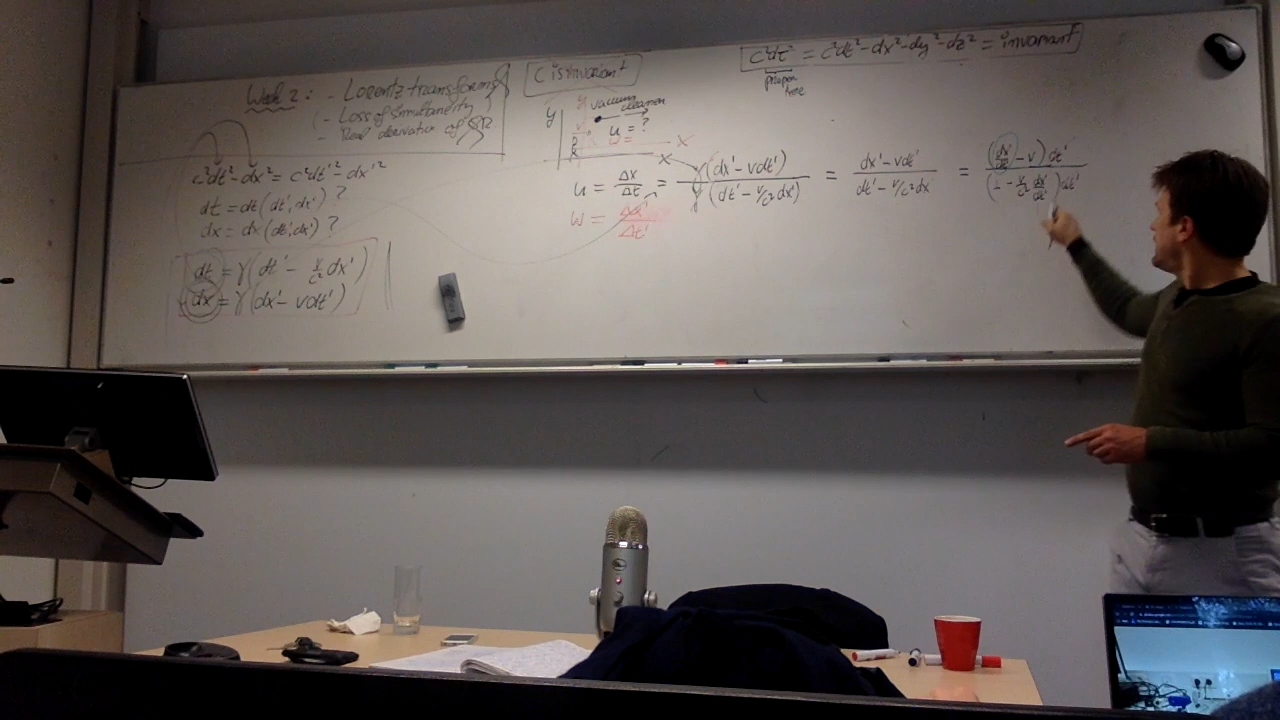 Week 2: - Lorentz transforms
- Loss of simultaneity
- Real derivation of SR
c²dt² - dx² = c²dt'² - dx'²
dt = dt(dt', dx') ?
dx = dx(dt', dx') ?
dt = γ(dt' - v/c² dx')
dx = γ(dx' - vdt')
C is invariant
y y vacuum cleaner
v u = ?
w =
x
x
u = Δx/Δt = γ(dx' - vdt')/γ(dt' - v/c² dx') = dx' - vdt'/dt' - v/c² dx' = (dx'/dt' - v)dt'/(1 - v/c² dx'/dt')dt'
w = Δx'/Δt'
c²dτ² = c²dt² - dx² - dy² - dz² = invariant
proper
time